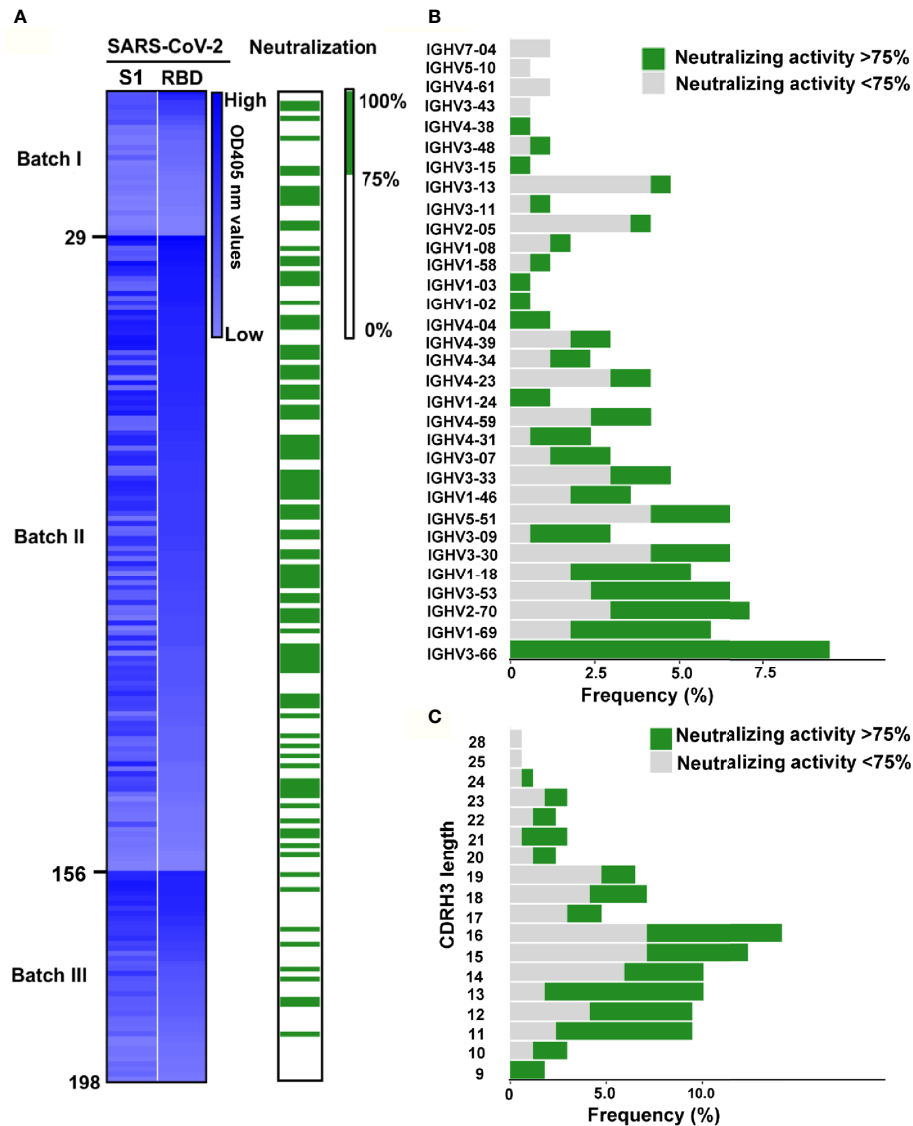 A
SARS-CoV-2
S1 RBD
Neutralization
High
OD405 nm values
Low
100%
75%
0%
Batch I
29
Batch II
156
Batch III
198
B
Neutralizing activity >75%
Neutralizing activity <75%
IGHV7-04
IGHV5-10
IGHV4-61
IGHV3-43
IGHV4-38
IGHV3-48
IGHV3-15
IGHV3-13
IGHV3-11
IGHV2-05
IGHV1-08
IGHV1-58
IGHV1-03
IGHV1-02
IGHV4-04
IGHV4-39
IGHV4-34
IGHV4-23
IGHV1-24
IGHV4-59
IGHV4-31
IGHV3-07
IGHV3-33
IGHV1-46
IGHV5-51
IGHV3-09
IGHV3-30
IGHV1-18
IGHV3-53
IGHV2-70
IGHV1-69
IGHV3-66
0 2.5 5.0 7.5
Frequency (%)
C
Neutralizing activity >75%
Neutralizing activity <75%
CDRH3 length
28
25
24
23
22
21
20
19
18
17
16
15
14
13
12
11
10
9
0 5.0 10.0
Frequency (%)